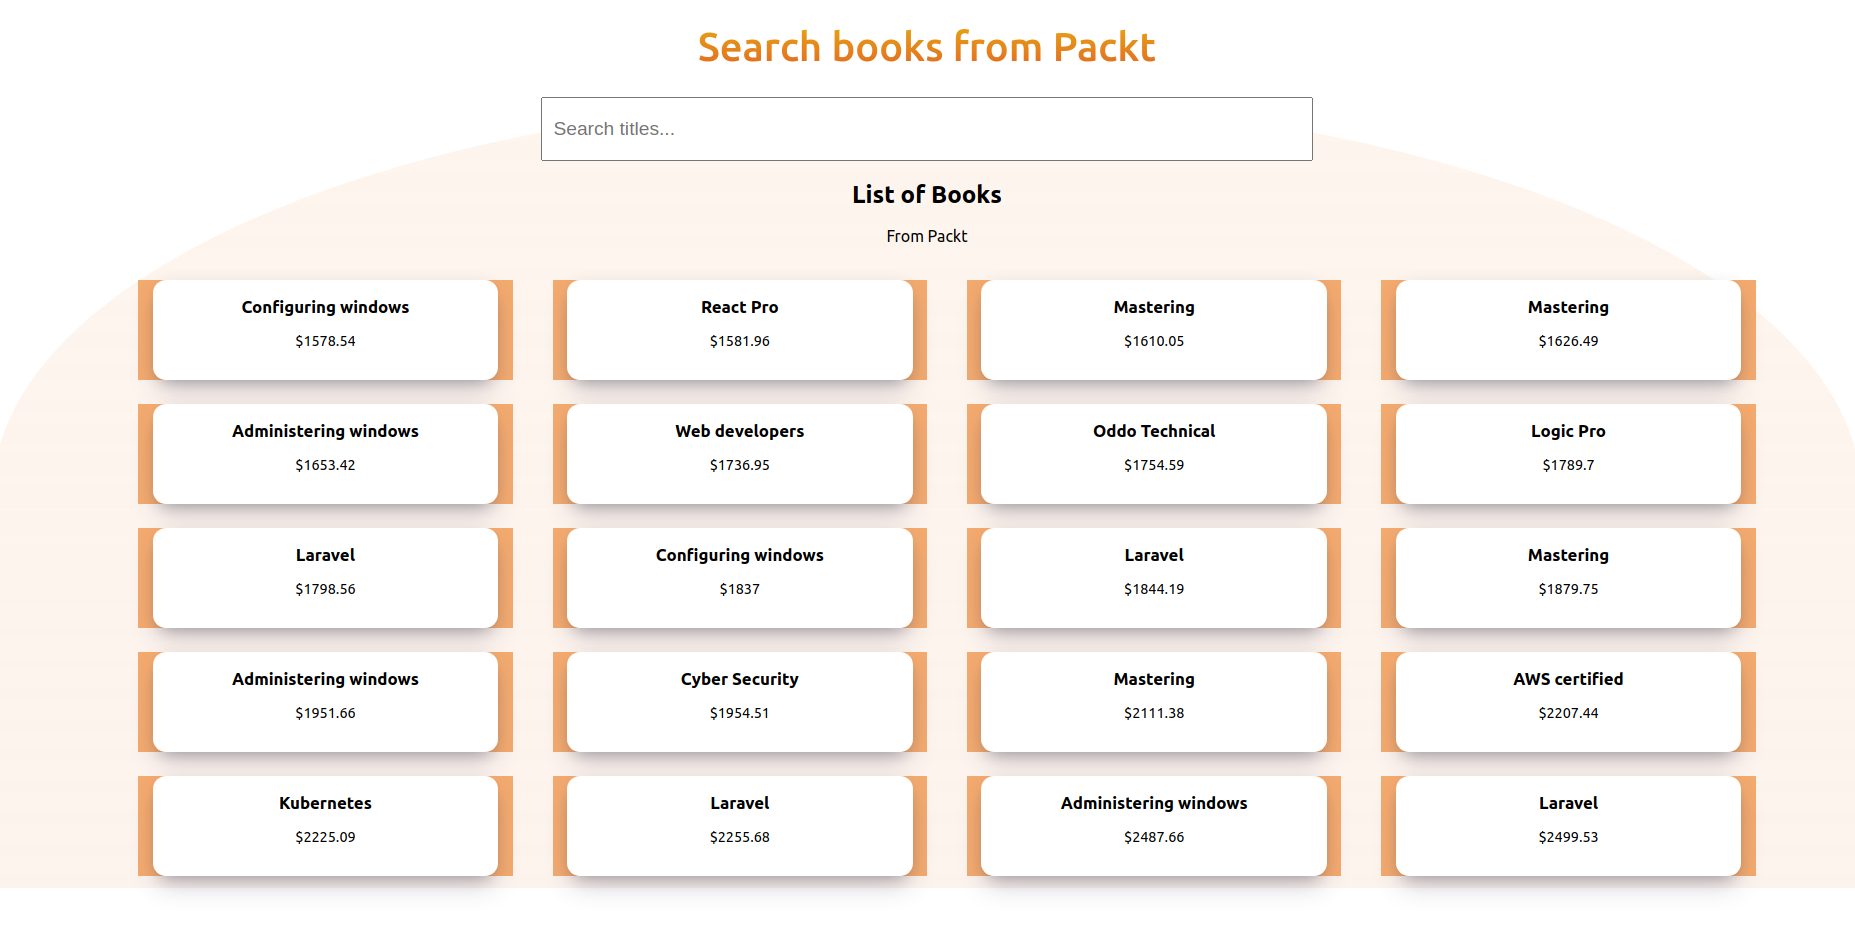 Search books from Packt
Search titles...
List of Books
From Packt
Configuring windows
$1578.54
React Pro
$1581.96
Mastering
$1610.05
Mastering
$1626.49
Administering windows
$1653.42
Web developers
$1736.95
Oddo Technical
$1754.59
Logic Pro
$1789.7
Laravel
$1798.56
Configuring windows
$1837
Laravel
$1844.19
Mastering
$1879.75
Administering windows
$1951.66
Cyber Security
$1954.51
Mastering
$2111.38
AWS certified
$2207.44
Kubernetes
$2225.09
Laravel
$2255.68
Administering windows
$2487.66
Laravel
$2499.53